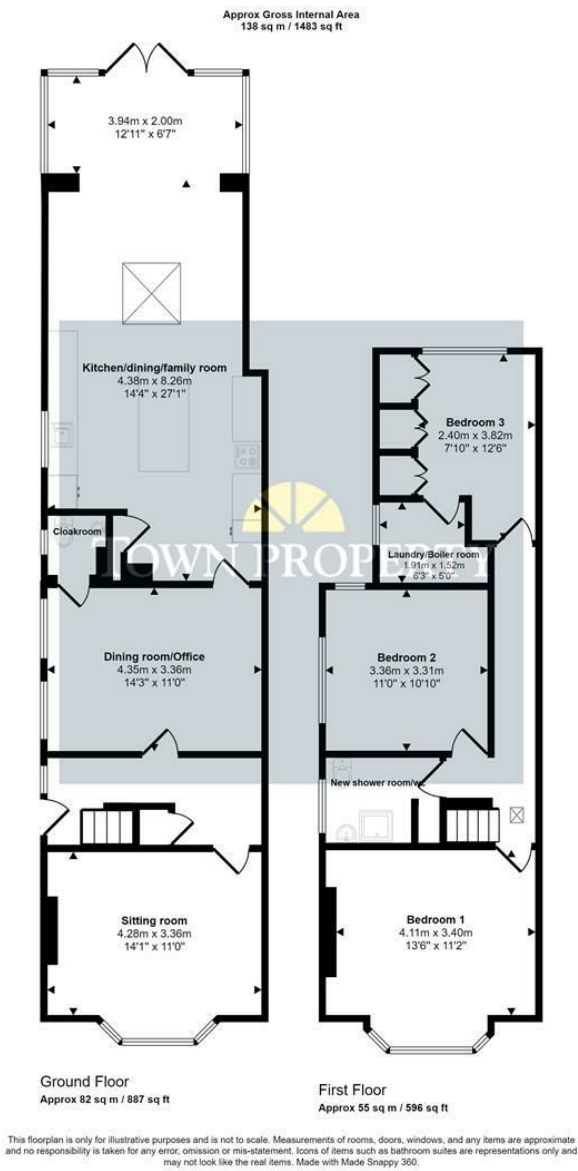 Approx Gross Internal Area
138 sq m / 1483 sq ft
3.94m x 2.00m
12'11" x 6'7"
Kitchen/dining/family room
4.38m x 8.26m
14'4" x 27'1"
Bedroom 3
2.40m x 3.82m
7'10" x 12'6"
Cloakroom
TOWN PROPERTY
Laundry/Boiler room
1.91m x 1.52m
6'3" x 5'0"
Dining room/Office
4.35m x 3.36m
14'3" x 11'0"
Bedroom 2
3.36m x 3.31m
11'0" x 10'10"
New shower room/wc
Sitting room
4.28m x 3.36m
14'1" x 11'0"
Bedroom 1
4.11m x 3.40m
13'6" x 11'2"
Ground Floor
Approx 82 sq m / 887 sq ft
First Floor
Approx 55 sq m / 596 sq ft
This floorplan is only for illustrative purposes and is not to scale. Measurements of rooms, doors, windows, and any items are approximate
and no responsibility is taken for any error, omission or mis-statement. Icons of items such as bathroom suites are representations only and
may not look like the real items. Made with Made Snappy 360.